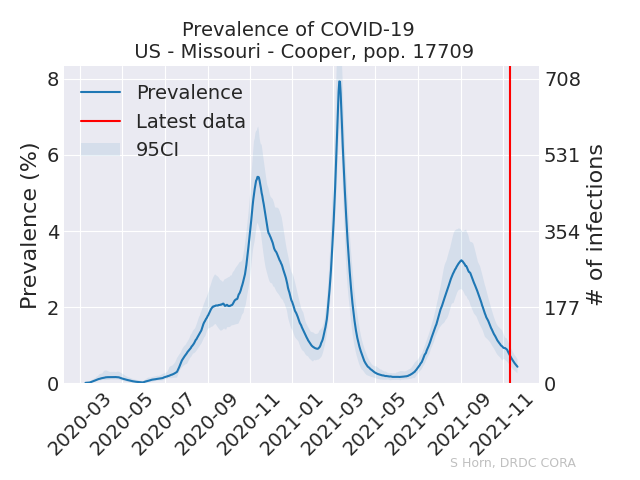 Prevalence of COVID-19
US - Missouri - Cooper, pop. 17709
Prevalence
Latest data
95CI
Prevalence (%)
8
6
4
2
0
708
531
354
177
0
# of infections
2020-03
2020-05
2020-07
2020-09
2020-11
2021-01
2021-03
2021-05
2021-07
2021-09
2021-11
S Horn, DRDC CORA